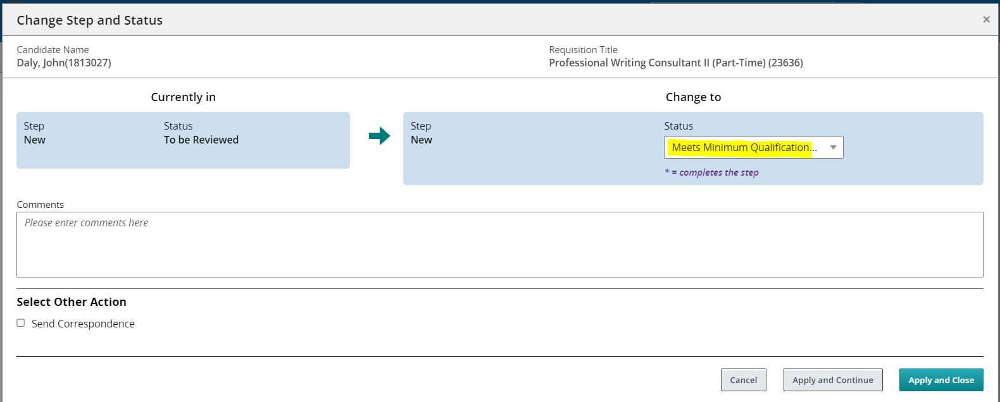 Change Step and Status
×
Candidate Name
Daly, John(1813027)
Requisition Title
Professional Writing Consultant II (Part-Time) (23636)
Currently in
Step
New
Status
To be Reviewed
Change to
Step
New
Status
Meets Minimum Qualification...
* = completes the step
Comments
Please enter comments here
Select Other Action
Send Correspondence
Cancel
Apply and Continue
Apply and Close